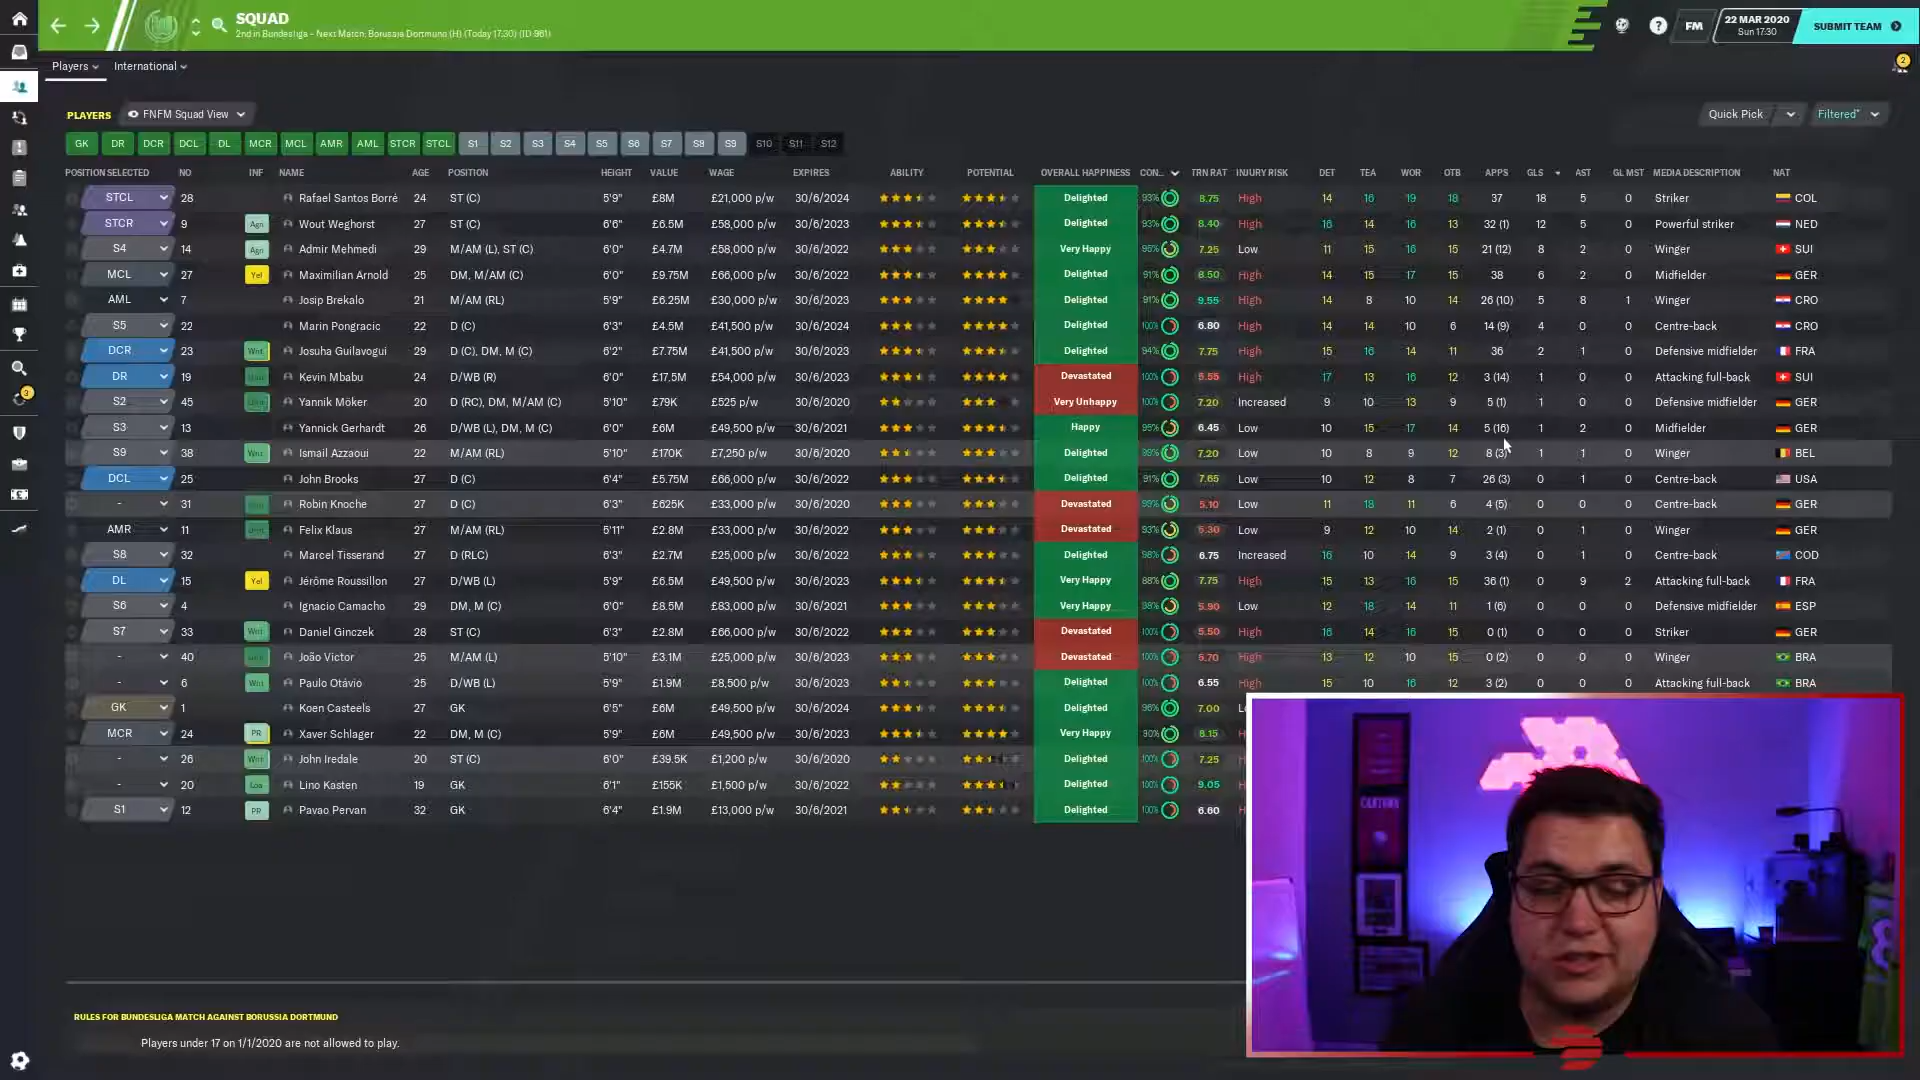 SQUAD
2nd in Bundesliga - Next Match: Borussia Dortmund (H) (Today 17:30) (ID 961)
FM
22 MAR 2020
Sun 17:30
SUBMIT TEAM
Players
International
2
PLAYERS
FNFM Squad View
Quick Pick
Filtered*
GK DR DCR DCL DL MCR MCL AMR AML STCR STCL S1 S2 S3 S4 S5 S6 S7 S8 S9 S10 S11 S12
POSITION SELECTED NO INF NAME AGE POSITION HEIGHT VALUE WAGE EXPIRES ABILITY POTENTIAL OVERALL HAPPINESS CON... TRN RAT INJURY RISK DET TEA WOR OTB APPS GLS AST GL MST MEDIA DESCRIPTION NAT
STCL 28 Rafael Santos Borré 24 ST (C) 5'9" £8M £21,000 p/w 30/6/2024 Delighted 93% 8.75 High 14 16 19 18 37 18 5 0 Striker COL
STCR 9 Agn Wout Weghorst 27 ST (C) 6'6" £6.5M £58,000 p/w 30/6/2023 Delighted 93% 8.40 High 16 14 16 13 32 (1) 12 5 0 Powerful striker NED
S4 14 Agn Admir Mehmedi 29 M/AM (L), ST (C) 6'0" £4.7M £58,000 p/w 30/6/2022 Very Happy 95% 7.25 Low 11 15 16 15 21 (12) 8 2 0 Winger SUI
MCL 27 Yel Maximilian Arnold 25 DM, M/AM (C) 6'0" £9.75M £66,000 p/w 30/6/2022 Delighted 91% 8.50 High 14 15 17 15 38 6 2 0 Midfielder GER
AML 7 Josip Brekalo 21 M/AM (RL) 5'9" £6.25M £30,000 p/w 30/6/2023 Delighted 91% 9.55 High 14 8 10 14 26 (10) 5 8 1 Winger CRO
S5 22 Marin Pongracic 22 D (C) 6'3" £4.5M £41,500 p/w 30/6/2024 Delighted 100% 6.80 High 14 14 10 6 14 (9) 4 0 0 Centre-back CRO
DCR 23 Wnt Josuha Guilavogui 29 D (C), DM, M (C) 6'2" £7.75M £41,500 p/w 30/6/2023 Delighted 94% 7.75 High 15 16 14 11 36 2 1 0 Defensive midfielder FRA
DR 19 Kevin Mbabu 24 D/WB (R) 6'0" £17.5M £54,000 p/w 30/6/2023 Devastated 100% 5.55 High 17 13 16 12 3 (14) 1 0 0 Attacking full-back SUI
S2 45 Yannik Möker 20 D (RC), DM, M/AM (C) 5'10" £79K £525 p/w 30/6/2020 Very Unhappy 100% 7.20 Increased 9 10 13 9 5 (1) 1 0 0 Defensive midfielder GER
S3 13 Yannick Gerhardt 26 D/WB (L), DM, M (C) 6'0" £6M £49,500 p/w 30/6/2021 Happy 95% 6.45 Low 10 15 17 14 5 (16) 1 2 0 Midfielder GER
S9 38 Wnt Ismail Azzaoui 22 M/AM (RL) 5'10" £170K £7,250 p/w 30/6/2020 Delighted 99% 7.20 Low 10 8 9 12 8 (3) 1 1 0 Winger BEL
DCL 25 John Brooks 27 D (C) 6'4" £5.75M £66,000 p/w 30/6/2022 Delighted 91% 7.65 Low 10 12 8 7 26 (3) 0 1 0 Centre-back USA
- 31 Robin Knoche 27 D (C) 6'3" £625K £33,000 p/w 30/6/2020 Devastated 99% 5.10 Low 11 18 11 6 4 (5) 0 0 0 Centre-back GER
AMR 11 Felix Klaus 27 M/AM (RL) 5'11" £2.8M £33,000 p/w 30/6/2022 Devastated 93% 5.30 Low 9 12 10 14 2 (1) 0 1 0 Winger GER
S8 32 Marcel Tisserand 27 D (RLC) 6'3" £2.7M £25,000 p/w 30/6/2022 Delighted 98% 6.75 Increased 16 10 14 9 3 (4) 0 1 0 Centre-back COD
DL 15 Yel Jérôme Roussillon 27 D/WB (L) 5'9" £6.5M £49,500 p/w 30/6/2023 Very Happy 88% 7.75 High 15 13 16 15 36 (1) 0 9 2 Attacking full-back FRA
S6 4 Ignacio Camacho 29 DM, M (C) 6'0" £8.5M £83,000 p/w 30/6/2021 Very Happy 98% 5.90 Low 12 18 14 11 1 (6) 0 0 0 Defensive midfielder ESP
S7 33 Wnt Daniel Ginczek 28 ST (C) 6'3" £2.8M £66,000 p/w 30/6/2022 Devastated 100% 5.50 High 16 14 16 15 0 (1) 0 0 0 Striker GER
- 40 João Victor 25 M/AM (L) 5'10" £3.1M £25,000 p/w 30/6/2023 Devastated 100% 5.70 High 13 12 10 15 0 (2) 0 0 0 Winger BRA
- 6 Wnt Paulo Otávio 25 D/WB (L) 5'9" £1.9M £8,500 p/w 30/6/2023 Delighted 100% 6.55 High 15 10 16 12 3 (2) 0 0 0 Attacking full-back BRA
GK 1 Koen Casteels 27 GK 6'5" £6M £49,500 p/w 30/6/2024 Delighted 96% 7.00
MCR 24 PR Xaver Schlager 22 DM, M (C) 5'9" £6M £49,500 p/w 30/6/2023 Very Happy 90% 8.15
- 26 Wnt John Iredale 20 ST (C) 6'0" £39.5K £1,200 p/w 30/6/2020 Delighted 100% 7.25
- 20 Loa Lino Kasten 19 GK 6'1" £155K £1,500 p/w 30/6/2022 Delighted 100% 9.05
S1 12 PR Pavao Pervan 32 GK 6'4" £1.9M £13,000 p/w 30/6/2021 Delighted 100% 6.60
3
RULES FOR BUNDESLIGA MATCH AGAINST BORUSSIA DORTMUND
Players under 17 on 1/1/2020 are not allowed to play.